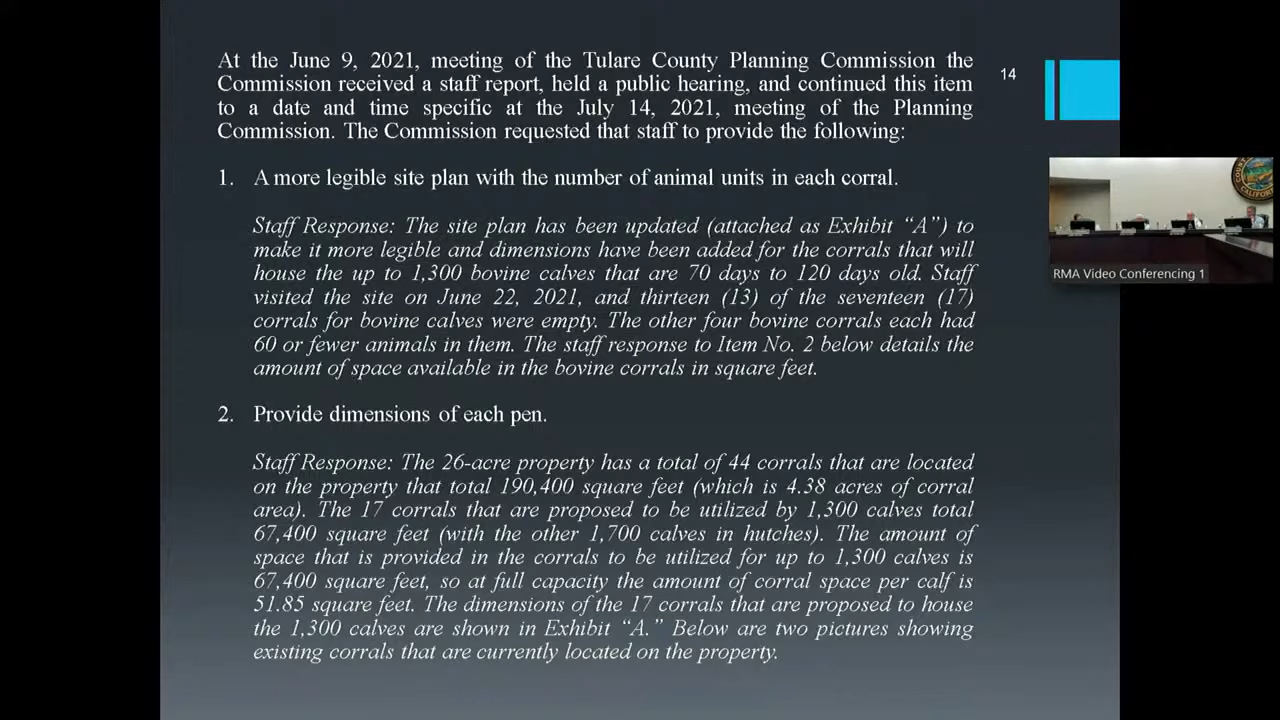 At the June 9, 2021, meeting of the Tulare County Planning Commission the
Commission received a staff report, held a public hearing, and continued this item
to a date and time specific at the July 14, 2021, meeting of the Planning
Commission. The Commission requested that staff to provide the following:
14
1. A more legible site plan with the number of animal units in each corral.
Staff Response: The site plan has been updated (attached as Exhibit “A”) to
make it more legible and dimensions have been added for the corrals that will
house the up to 1,300 bovine calves that are 70 days to 120 days old. Staff
visited the site on June 22, 2021, and thirteen (13) of the seventeen (17)
corrals for bovine calves were empty. The other four bovine corrals each had
60 or fewer animals in them. The staff response to Item No. 2 below details the
amount of space available in the bovine corrals in square feet.
2. Provide dimensions of each pen.
Staff Response: The 26-acre property has a total of 44 corrals that are located
on the property that total 190,400 square feet (which is 4.38 acres of corral
area). The 17 corrals that are proposed to be utilized by 1,300 calves total
67,400 square feet (with the other 1,700 calves in hutches). The amount of
space that is provided in the corrals to be utilized for up to 1,300 calves is
67,400 square feet, so at full capacity the amount of corral space per calf is
51.85 square feet. The dimensions of the 17 corrals that are proposed to house
the 1,300 calves are shown in Exhibit “A.” Below are two pictures showing
existing corrals that are currently located on the property.
RMA Video Conferencing 1